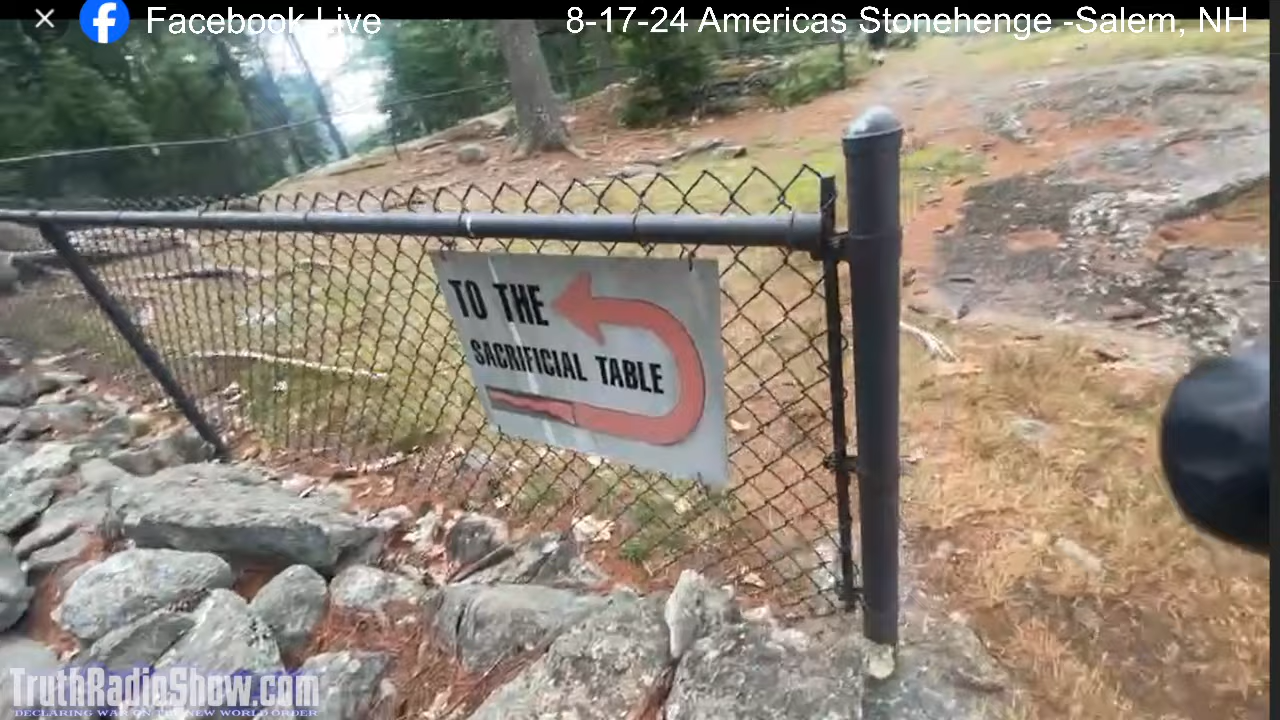 Facebook Live
8-17-24 Americas Stonehenge -Salem, NH
TO THE
SACRIFICIAL TABLE
TruthRadioShow.com
DECLARING WAR ON THE NEW WORLD ORDER